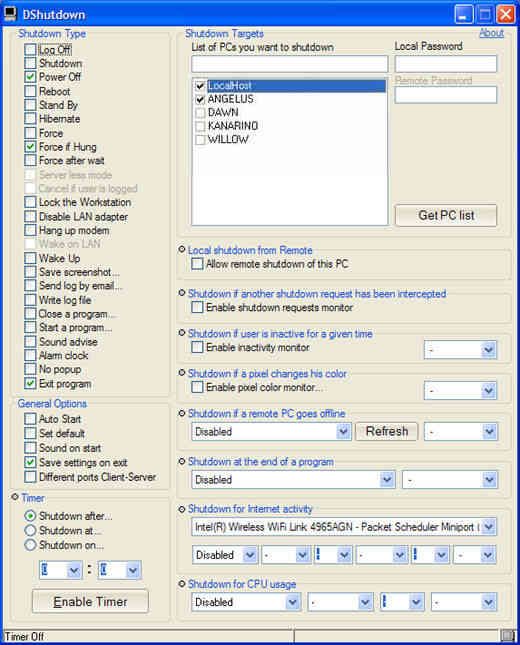 DShutdown
Shutdown Type
Log Off
Shutdown
Power Off
Reboot
Stand By
Hibernate
Force
Force if Hung
Force after wait
Server less mode
Cancel if user is logged
Lock the Workstation
Disable LAN adapter
Hang up modem
Wake on LAN
Wake Up
Save screenshot...
Send log by email...
Write log file
Close a program...
Start a program...
Sound advise
Alarm clock
No popup
Exit program
General Options
Auto Start
Set default
Sound on start
Save settings on exit
Different ports Client-Server
Timer
Shutdown after...
Shutdown at...
Shutdown on...
0 : 0
Enable Timer
Shutdown Targets
About
List of PCs you want to shutdown
Local Password
Remote Password
LocalHost
ANGELUS
DAWN
KANARINO
WILLOW
Get PC list
Local shutdown from Remote
Allow remote shutdown of this PC
Shutdown if another shutdown request has been intercepted
Enable shutdown requests monitor
Shutdown if user is inactive for a given time
Enable inactivity monitor
-
Shutdown if a pixel changes his color
Enable pixel color monitor...
-
Shutdown if a remote PC goes offline
Disabled
Refresh
-
Shutdown at the end of a program
Disabled
-
Shutdown for Internet activity
Intel(R) Wireless WiFi Link 4965AGN - Packet Scheduler Miniport (
Disabled - - - - -
Shutdown for CPU usage
Disabled - - -
Timer Off